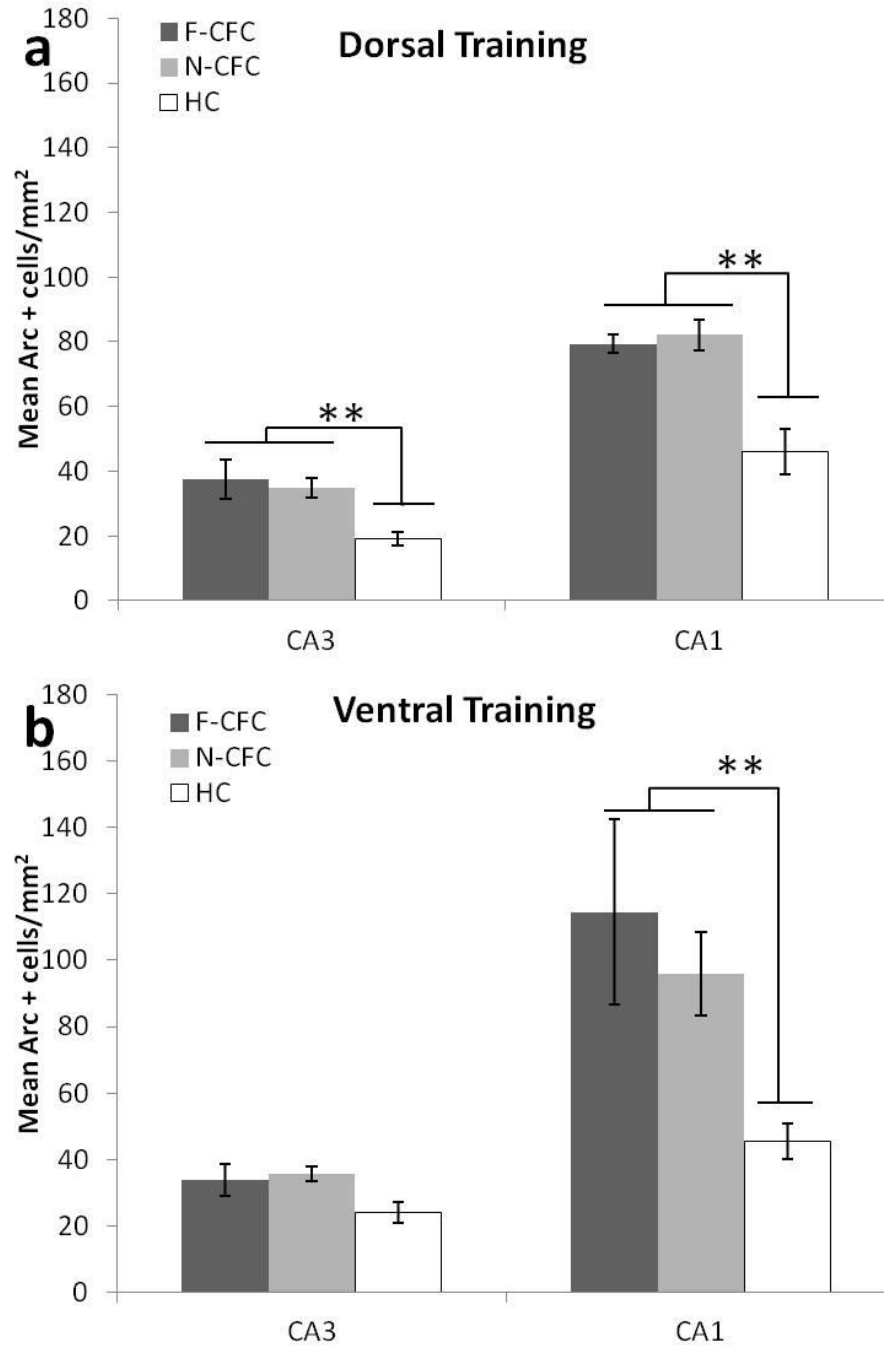 a
Dorsal Training
F-CFC
N-CFC
HC
Mean Arc + cells/mm²
180
160
140
120
100
80
60
40
20
0
**
**
CA3
CA1
b
Ventral Training
F-CFC
N-CFC
HC
Mean Arc + cells/mm²
180
160
140
120
100
80
60
40
20
0
**
CA3
CA1